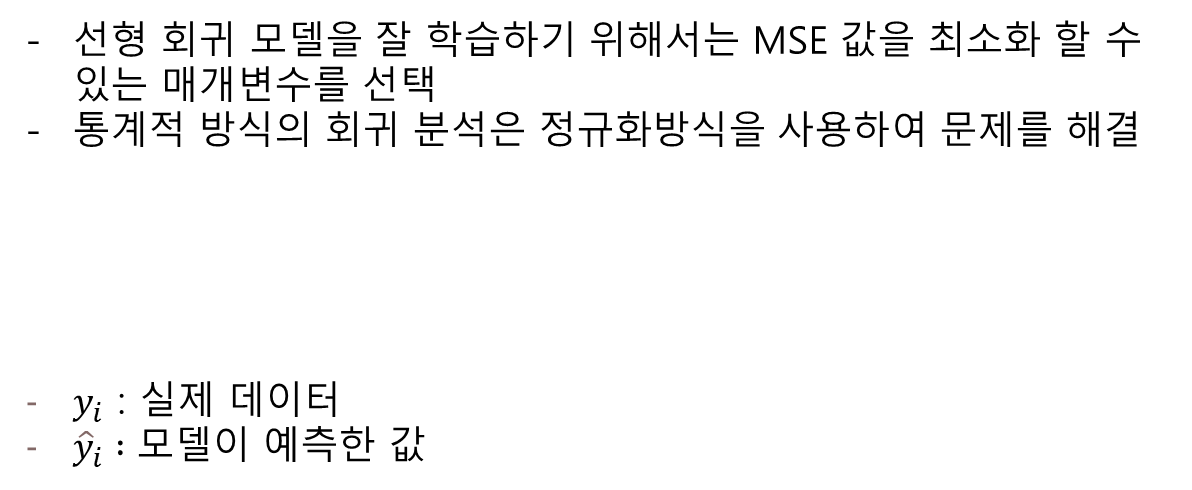 - 선형 회귀 모델을 잘 학습하기 위해서는 MSE 값을 최소화 할 수
있는 매개변수를 선택
- 통계적 방식의 회귀 분석은 정규화방식을 사용하여 문제를 해결
- yᵢ : 실제 데이터
- ŷᵢ : 모델이 예측한 값